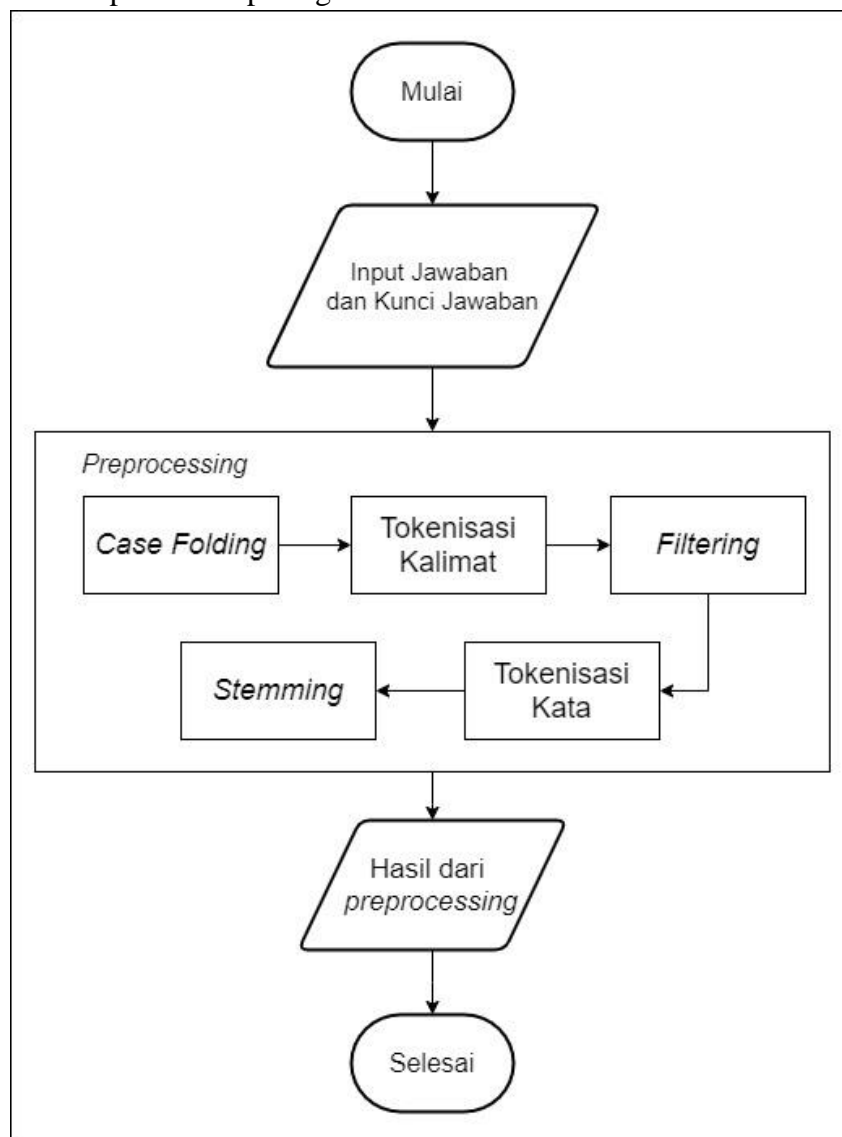 Mulai
Input Jawaban
dan Kunci Jawaban
Preprocessing
Case Folding
Tokenisasi
Kalimat
Filtering
Stemming
Tokenisasi
Kata
Hasil dari
preprocessing
Selesai